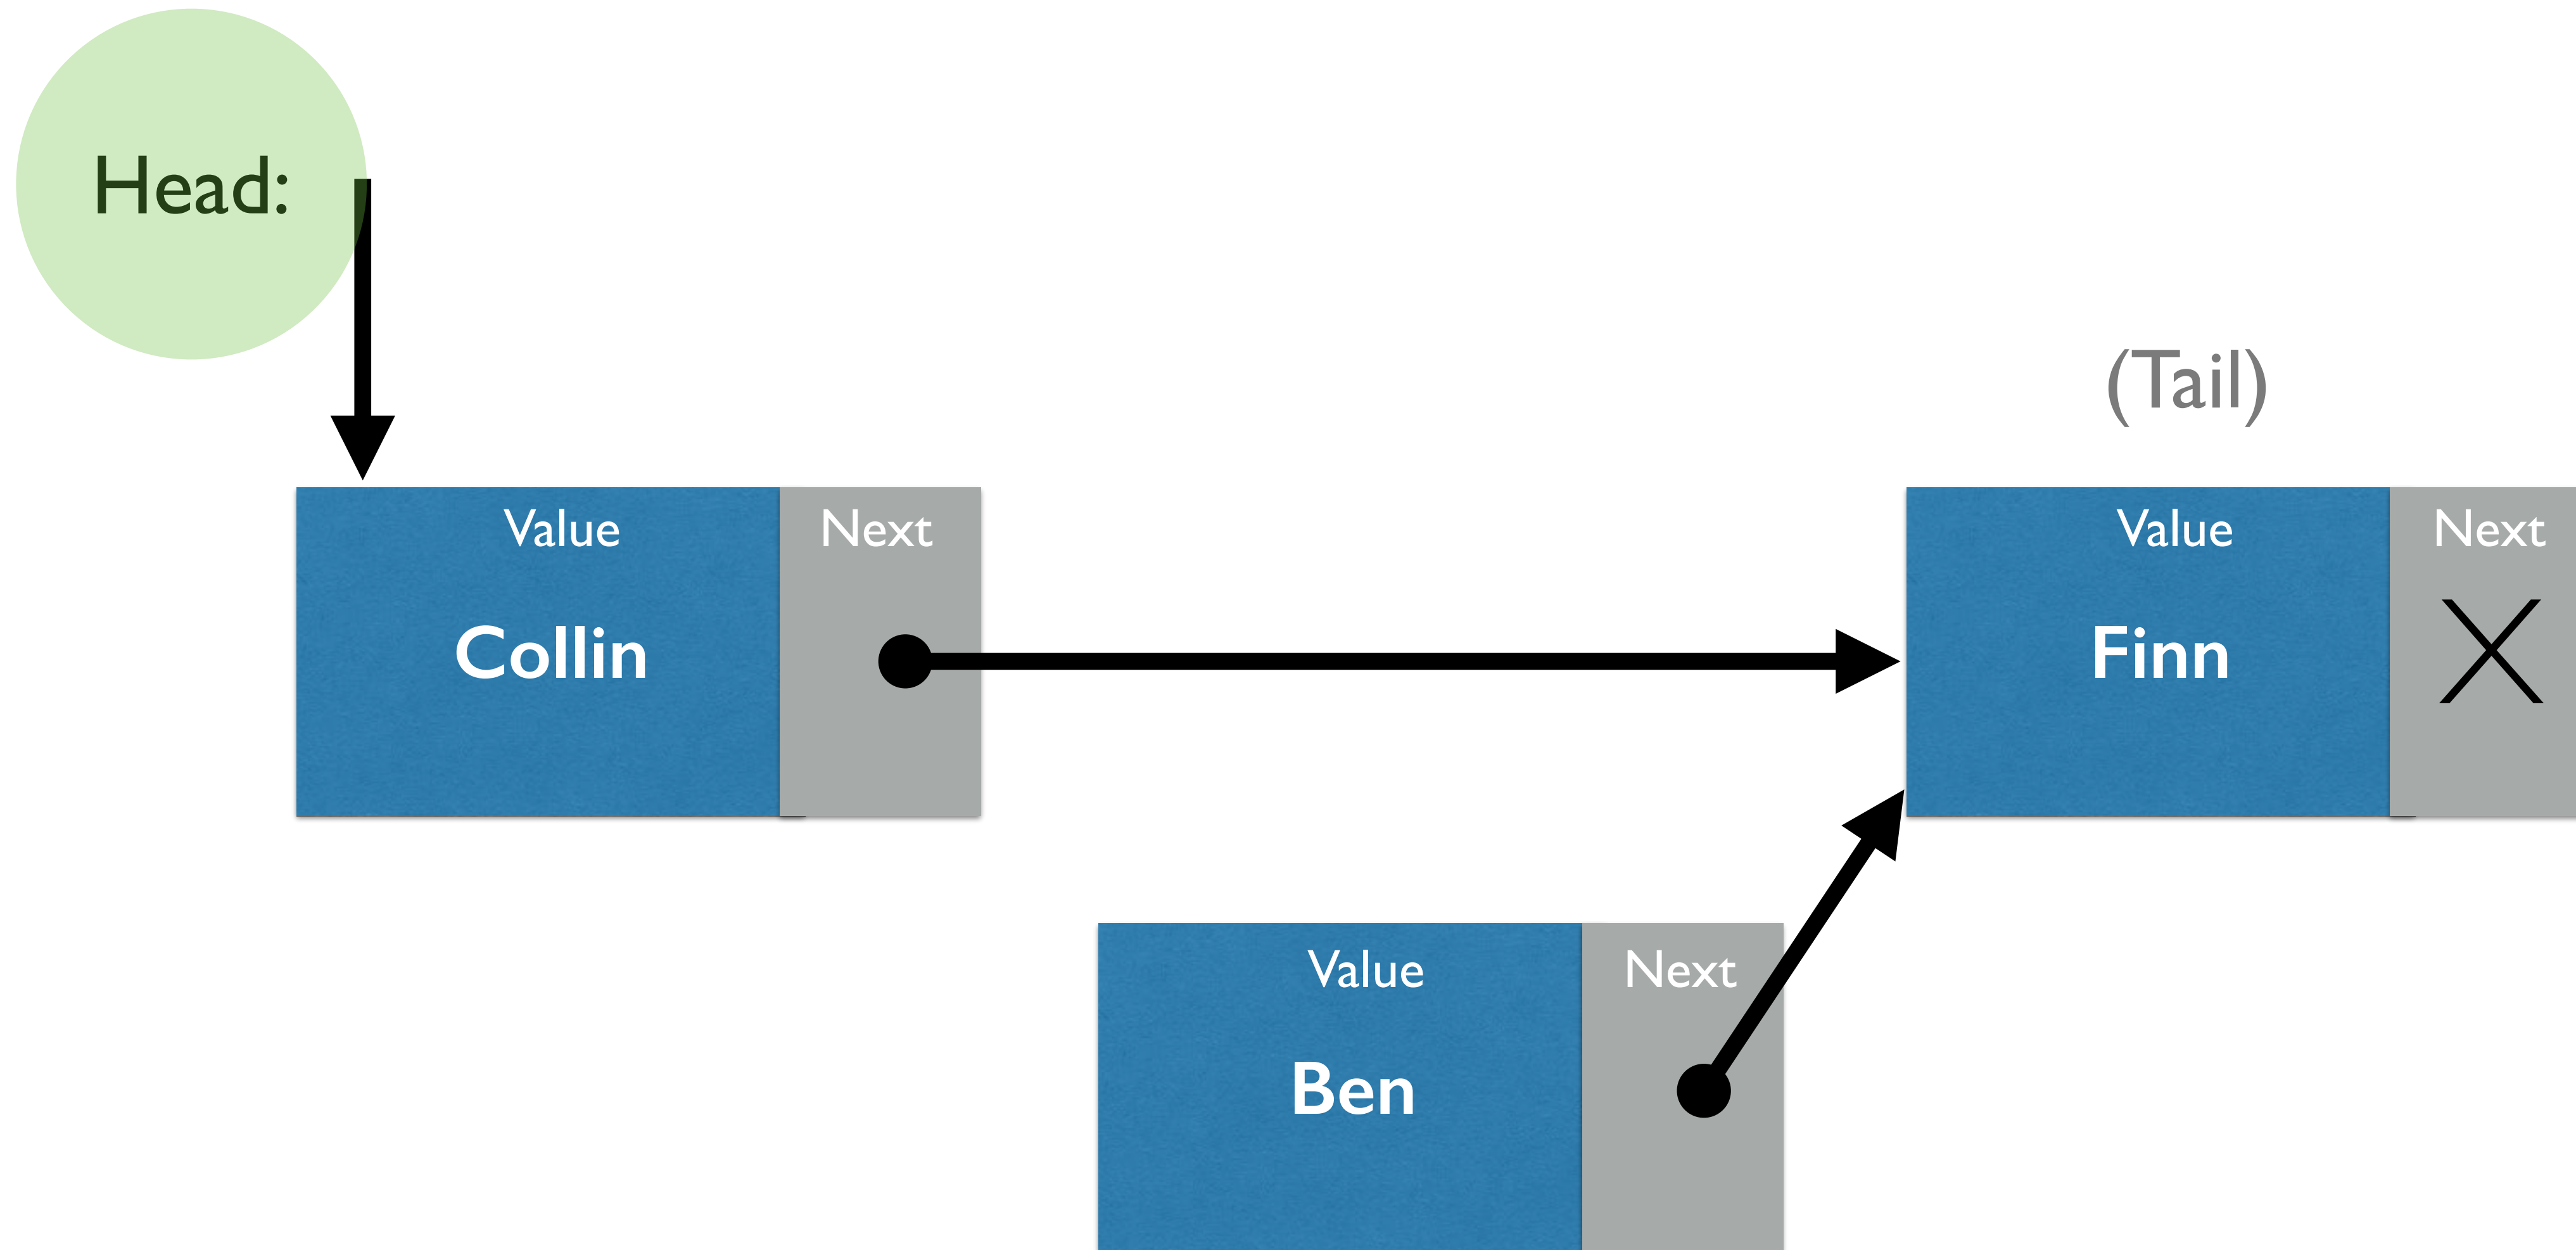 Head:
(Tail)
Value
Next
Collin
Value
Next
Finn
Value
Next
Ben